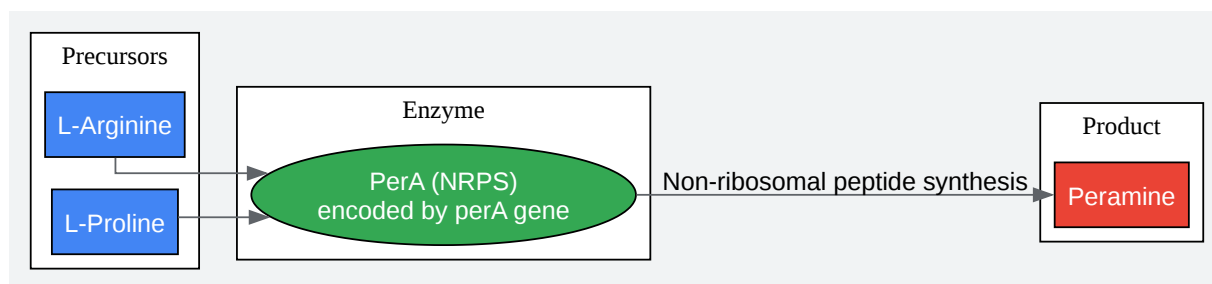 Precursors
L-Arginine
L-Proline
Enzyme
PerA (NRPS)
encoded by perA gene
Non-ribosomal peptide synthesis
Product
Peramine